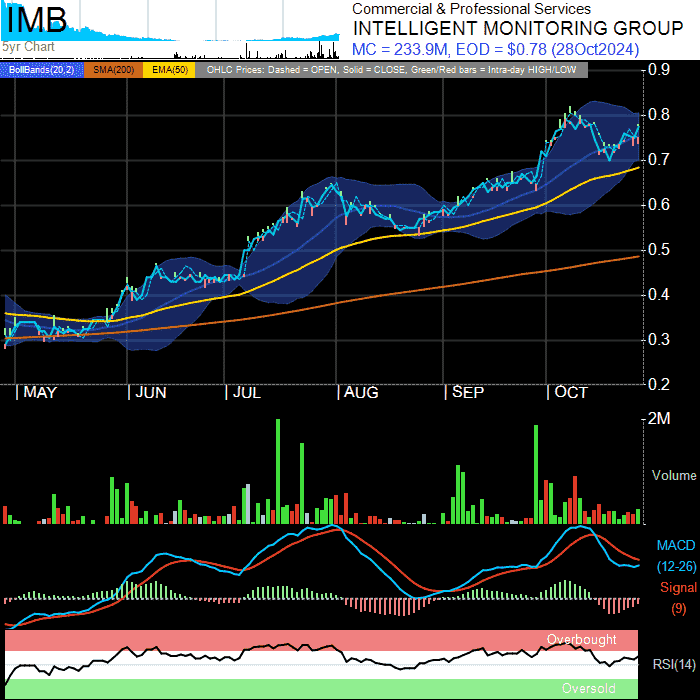 IMB
5yr Chart
Commercial & Professional Services
INTELLIGENT MONITORING GROUP
MC = 233.9M, EOD = $0.78 (28Oct2024)
BollBands(20,2) SMA(200) EMA(50) OHLC Prices: Dashed = OPEN, Solid = CLOSE, Green/Red bars = Intra-day HIGH/LOW
0.9
0.8
0.7
0.6
0.5
0.4
0.3
0.2
MAY JUN JUL AUG SEP OCT
2M
Volume
MACD
(12-26)
Signal
(9)
Overbought
RSI(14)
Oversold